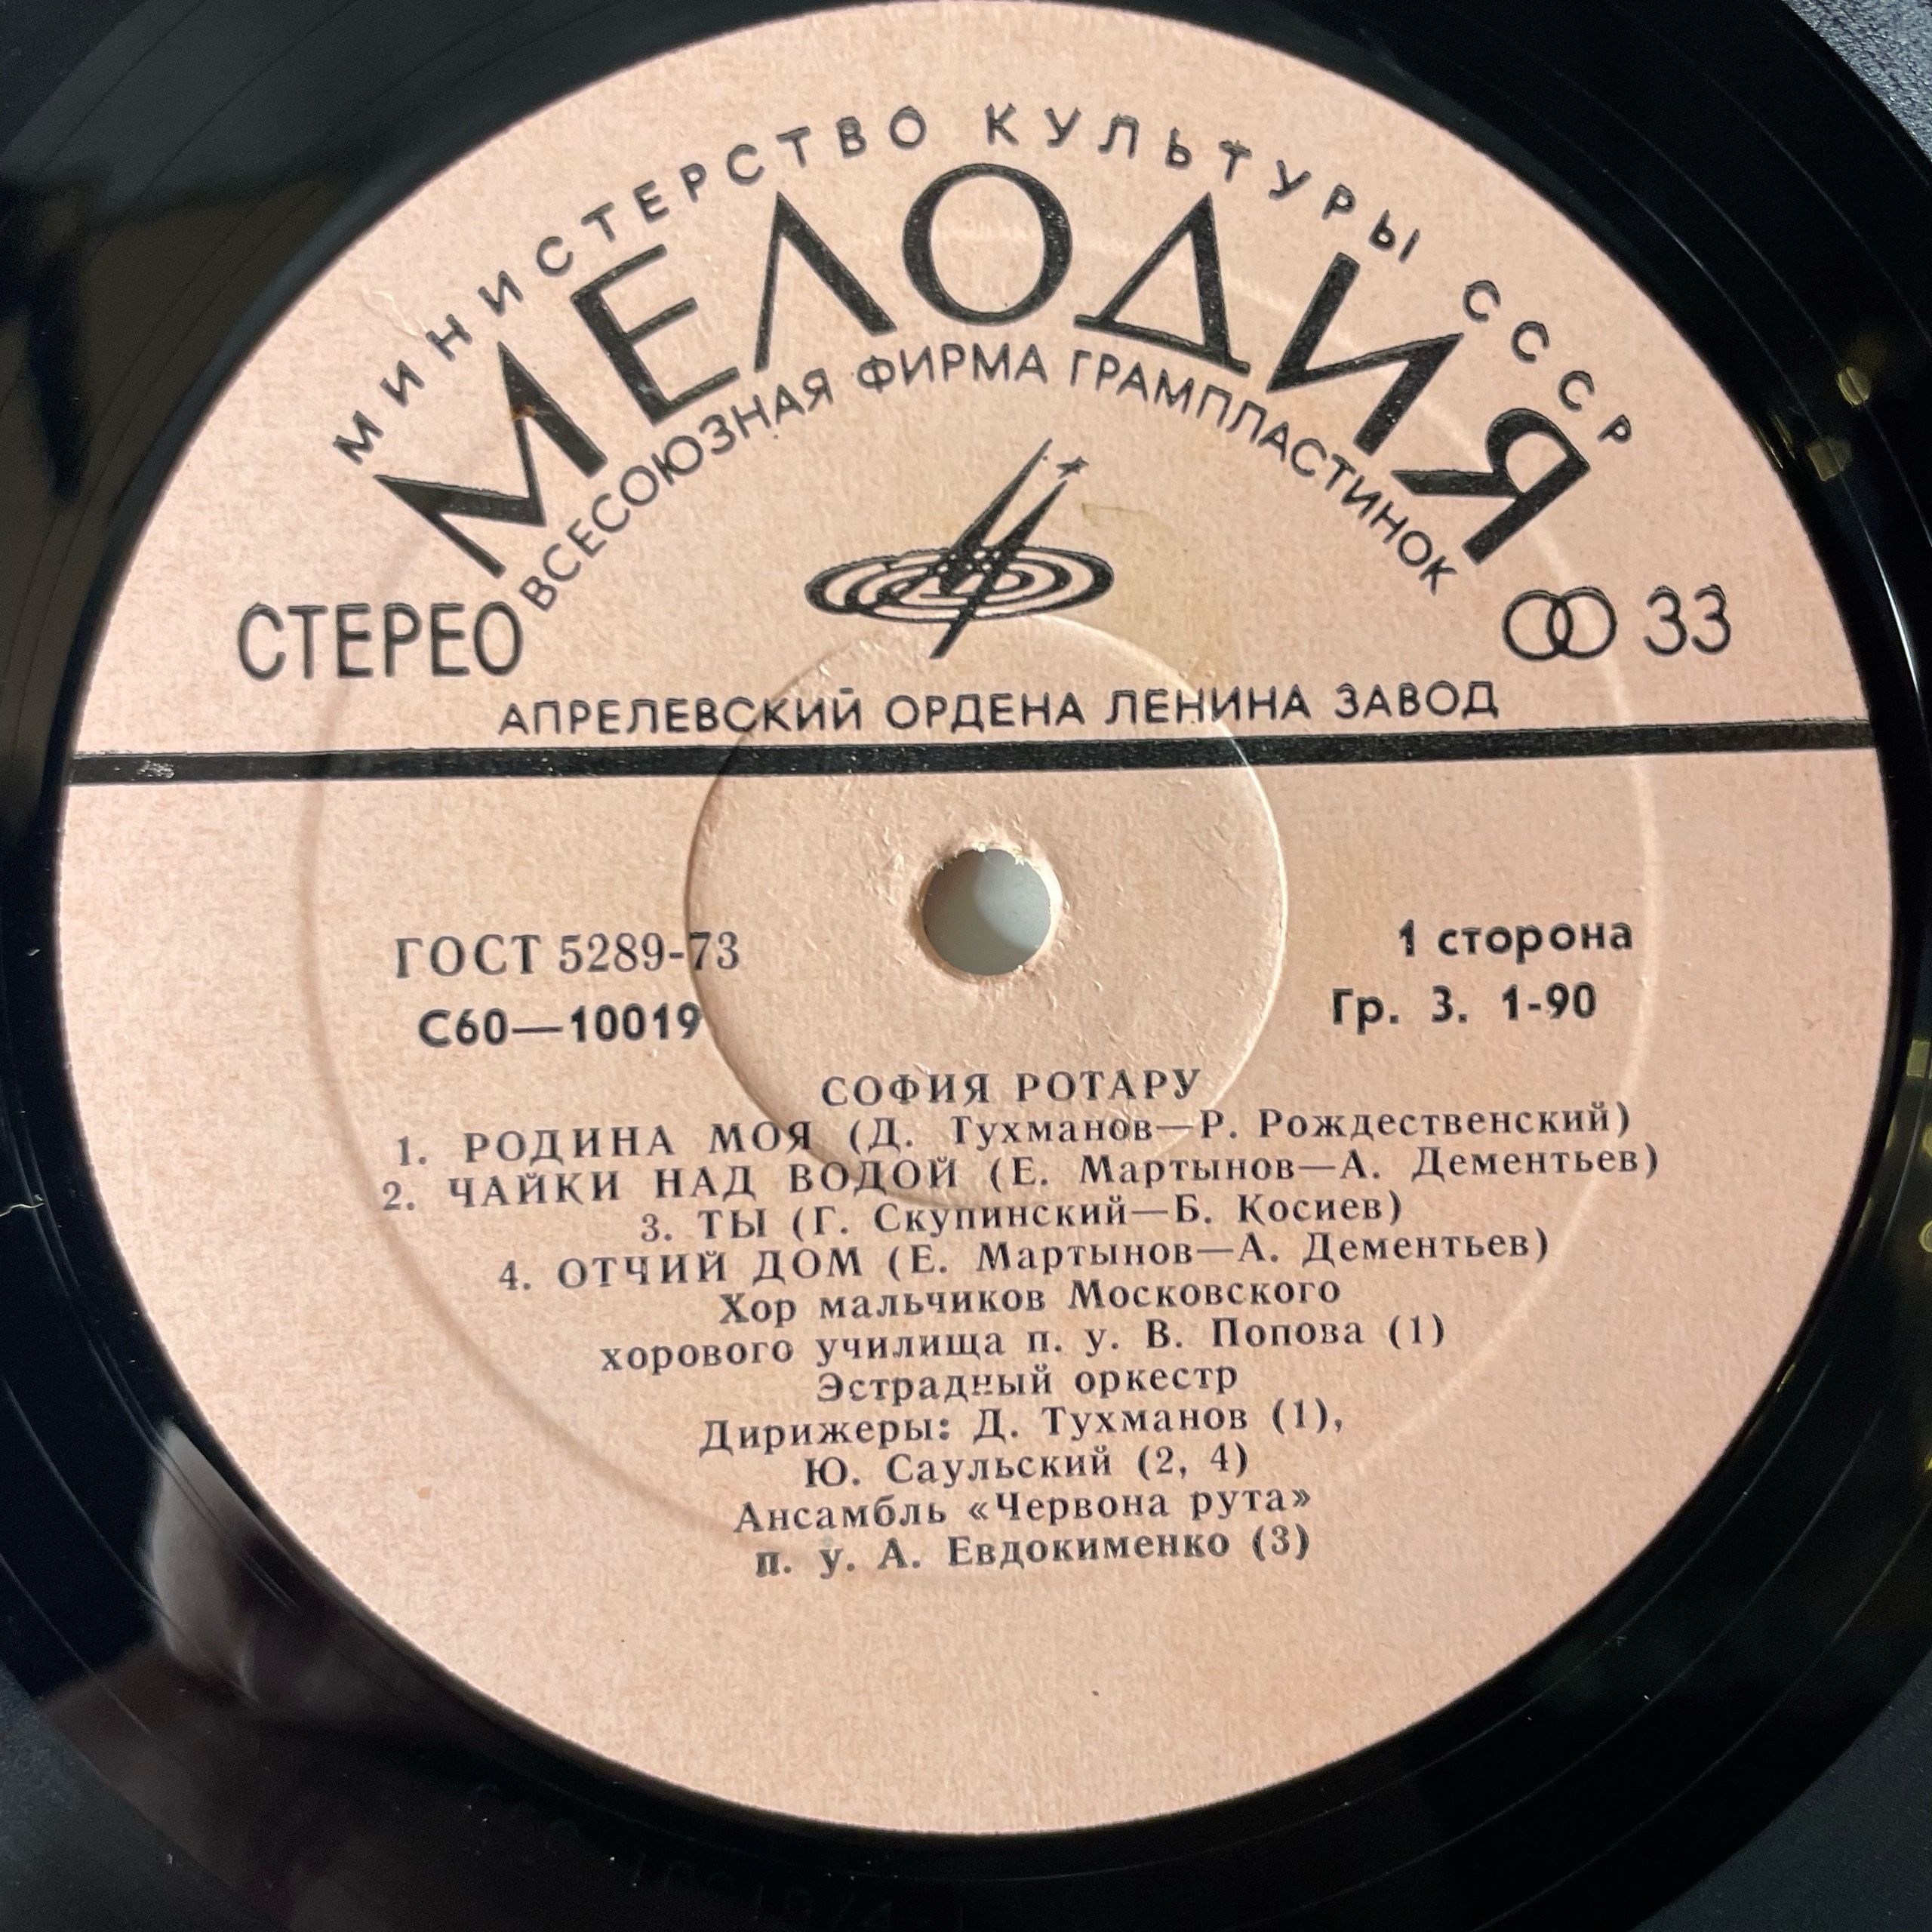 МИНИСТЕРСТВО КУЛЬТУРЫ СССР
МЕЛОДИЯ
ВСЕСОЮЗНАЯ ФИРМА ГРАМПЛАСТИНОК
СТЕРЕО
33
АПРЕЛЕВСКИЙ ОРДЕНА ЛЕНИНА ЗАВОД
ГОСТ 5289-73
1 сторона
С60—10019
Гр. 3. 1-90
СОФИЯ РОТАРУ
1. РОДИНА МОЯ (Д. Тухманов—Р. Рождественский)
2. ЧАЙКИ НАД ВОДОЙ (Е. Мартынов—А. Дементьев)
3. ТЫ (Г. Скупинский—Б. Косиев)
4. ОТЧИЙ ДОМ (Е. Мартынов—А. Дементьев)
Хор мальчиков Московского
хорового училища п. у. В. Попова (1)
Эстрадный оркестр
Дирижеры: Д. Тухманов (1),
Ю. Саульский (2, 4)
Ансамбль «Червона рута»
п. у. А. Евдокименко (3)